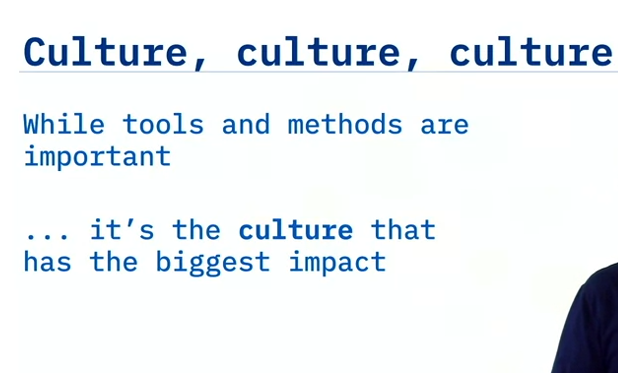 Culture, culture, culture
While tools and methods are
important
... it’s the culture that
has the biggest impact